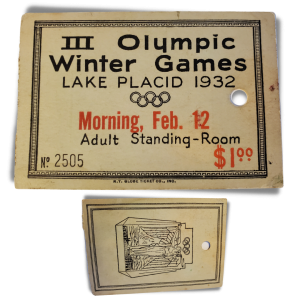 III Olympic
Winter Games
LAKE PLACID 1932
Morning, Feb. 12
Adult Standing-Room
Nº 2505
$1.00
N.Y. GLOBE TICKET CO., INC.